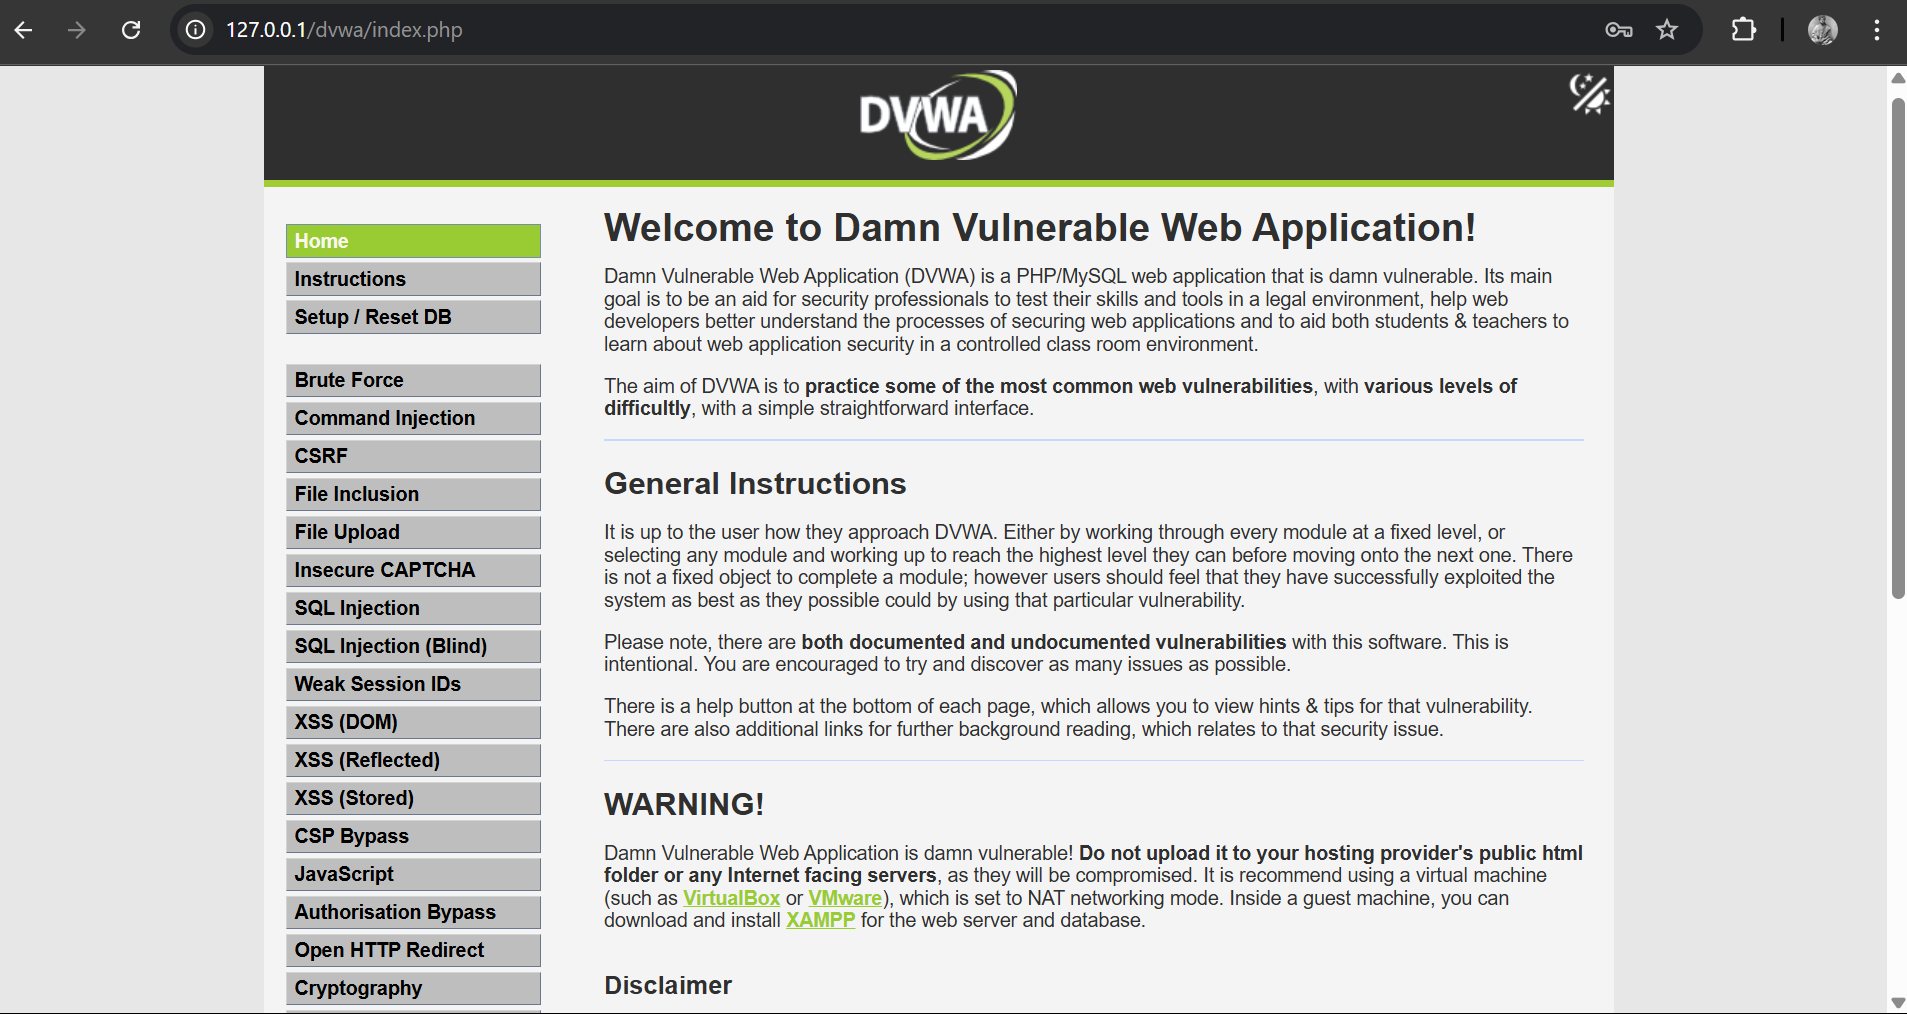 127.0.0.1/dvwa/index.php
DVWA
Home
Instructions
Setup / Reset DB
Brute Force
Command Injection
CSRF
File Inclusion
File Upload
Insecure CAPTCHA
SQL Injection
SQL Injection (Blind)
Weak Session IDs
XSS (DOM)
XSS (Reflected)
XSS (Stored)
CSP Bypass
JavaScript
Authorisation Bypass
Open HTTP Redirect
Cryptography
Welcome to Damn Vulnerable Web Application!
Damn Vulnerable Web Application (DVWA) is a PHP/MySQL web application that is damn vulnerable. Its main
goal is to be an aid for security professionals to test their skills and tools in a legal environment, help web
developers better understand the processes of securing web applications and to aid both students & teachers to
learn about web application security in a controlled class room environment.
The aim of DVWA is to practice some of the most common web vulnerabilities, with various levels of
difficultly, with a simple straightforward interface.
General Instructions
It is up to the user how they approach DVWA. Either by working through every module at a fixed level, or
selecting any module and working up to reach the highest level they can before moving onto the next one. There
is not a fixed object to complete a module; however users should feel that they have successfully exploited the
system as best as they possible could by using that particular vulnerability.
Please note, there are both documented and undocumented vulnerabilities with this software. This is
intentional. You are encouraged to try and discover as many issues as possible.
There is a help button at the bottom of each page, which allows you to view hints & tips for that vulnerability.
There are also additional links for further background reading, which relates to that security issue.
WARNING!
Damn Vulnerable Web Application is damn vulnerable! Do not upload it to your hosting provider's public html
folder or any Internet facing servers, as they will be compromised. It is recommend using a virtual machine
(such as VirtualBox or VMware), which is set to NAT networking mode. Inside a guest machine, you can
download and install XAMPP for the web server and database.
Disclaimer